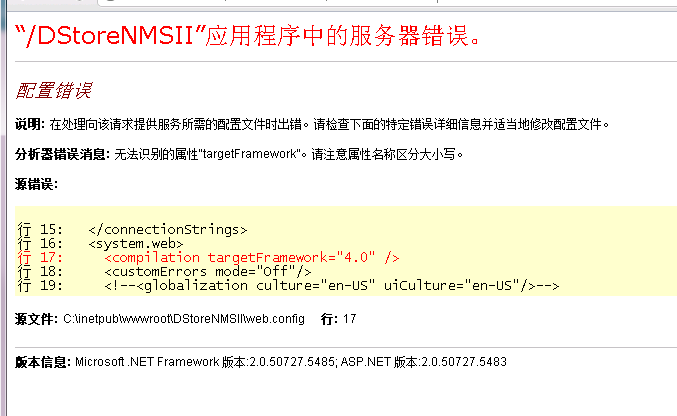 “/DStoreNMSII”应用程序中的服务器错误。
配置错误
说明: 在处理向该请求提供服务所需的配置文件时出错。请检查下面的特定错误详细信息并适当地修改配置文件。
分析器错误消息: 无法识别的属性“targetFramework”。请注意属性名称区分大小写。
源错误:
行 15:   </connectionStrings>
行 16:   <system.web>
行 17:     <compilation targetFramework="4.0" />
行 18:     <customErrors mode="Off"/>
行 19:     <!--<globalization culture="en-US" uiCulture="en-US"/>-->
源文件: C:\inetpub\wwwroot\DStoreNMSII\web.config    行: 17
版本信息: Microsoft .NET Framework 版本:2.0.50727.5485; ASP.NET 版本:2.0.50727.5483